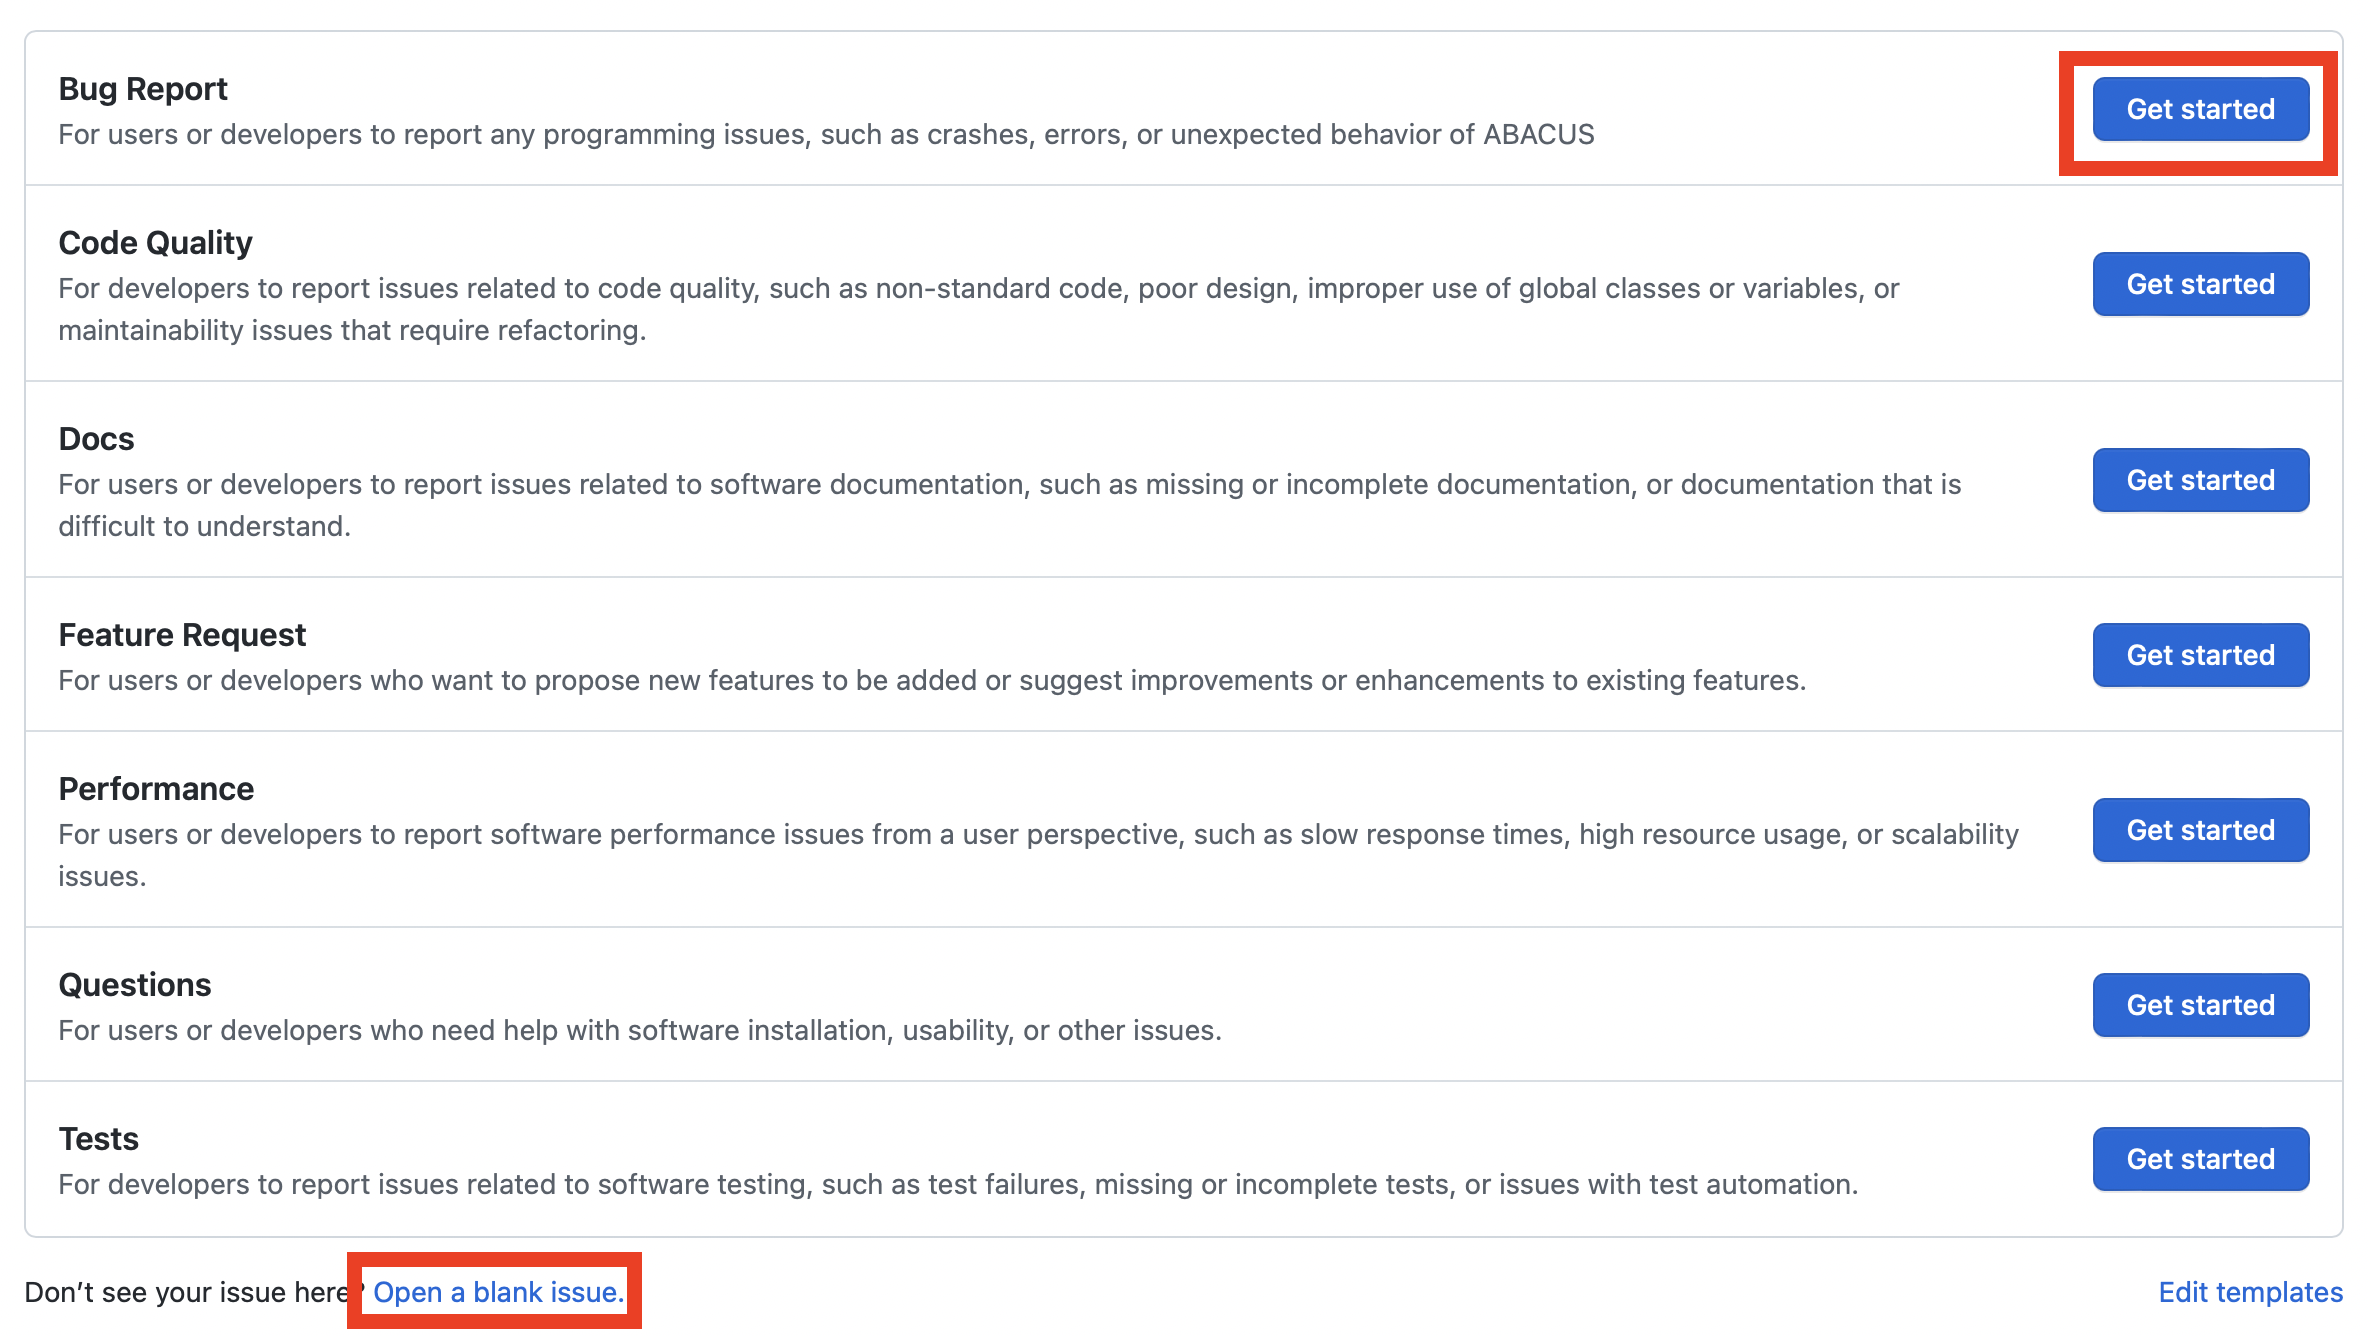 Bug Report
For users or developers to report any programming issues, such as crashes, errors, or unexpected behavior of ABACUS
Get started
Code Quality
For developers to report issues related to code quality, such as non-standard code, poor design, improper use of global classes or variables, or
maintainability issues that require refactoring.
Get started
Docs
For users or developers to report issues related to software documentation, such as missing or incomplete documentation, or documentation that is
difficult to understand.
Get started
Feature Request
For users or developers who want to propose new features to be added or suggest improvements or enhancements to existing features.
Get started
Performance
For users or developers to report software performance issues from a user perspective, such as slow response times, high resource usage, or scalability
issues.
Get started
Questions
For users or developers who need help with software installation, usability, or other issues.
Get started
Tests
For developers to report issues related to software testing, such as test failures, missing or incomplete tests, or issues with test automation.
Get started
Don't see your issue here? Open a blank issue.
Edit templates